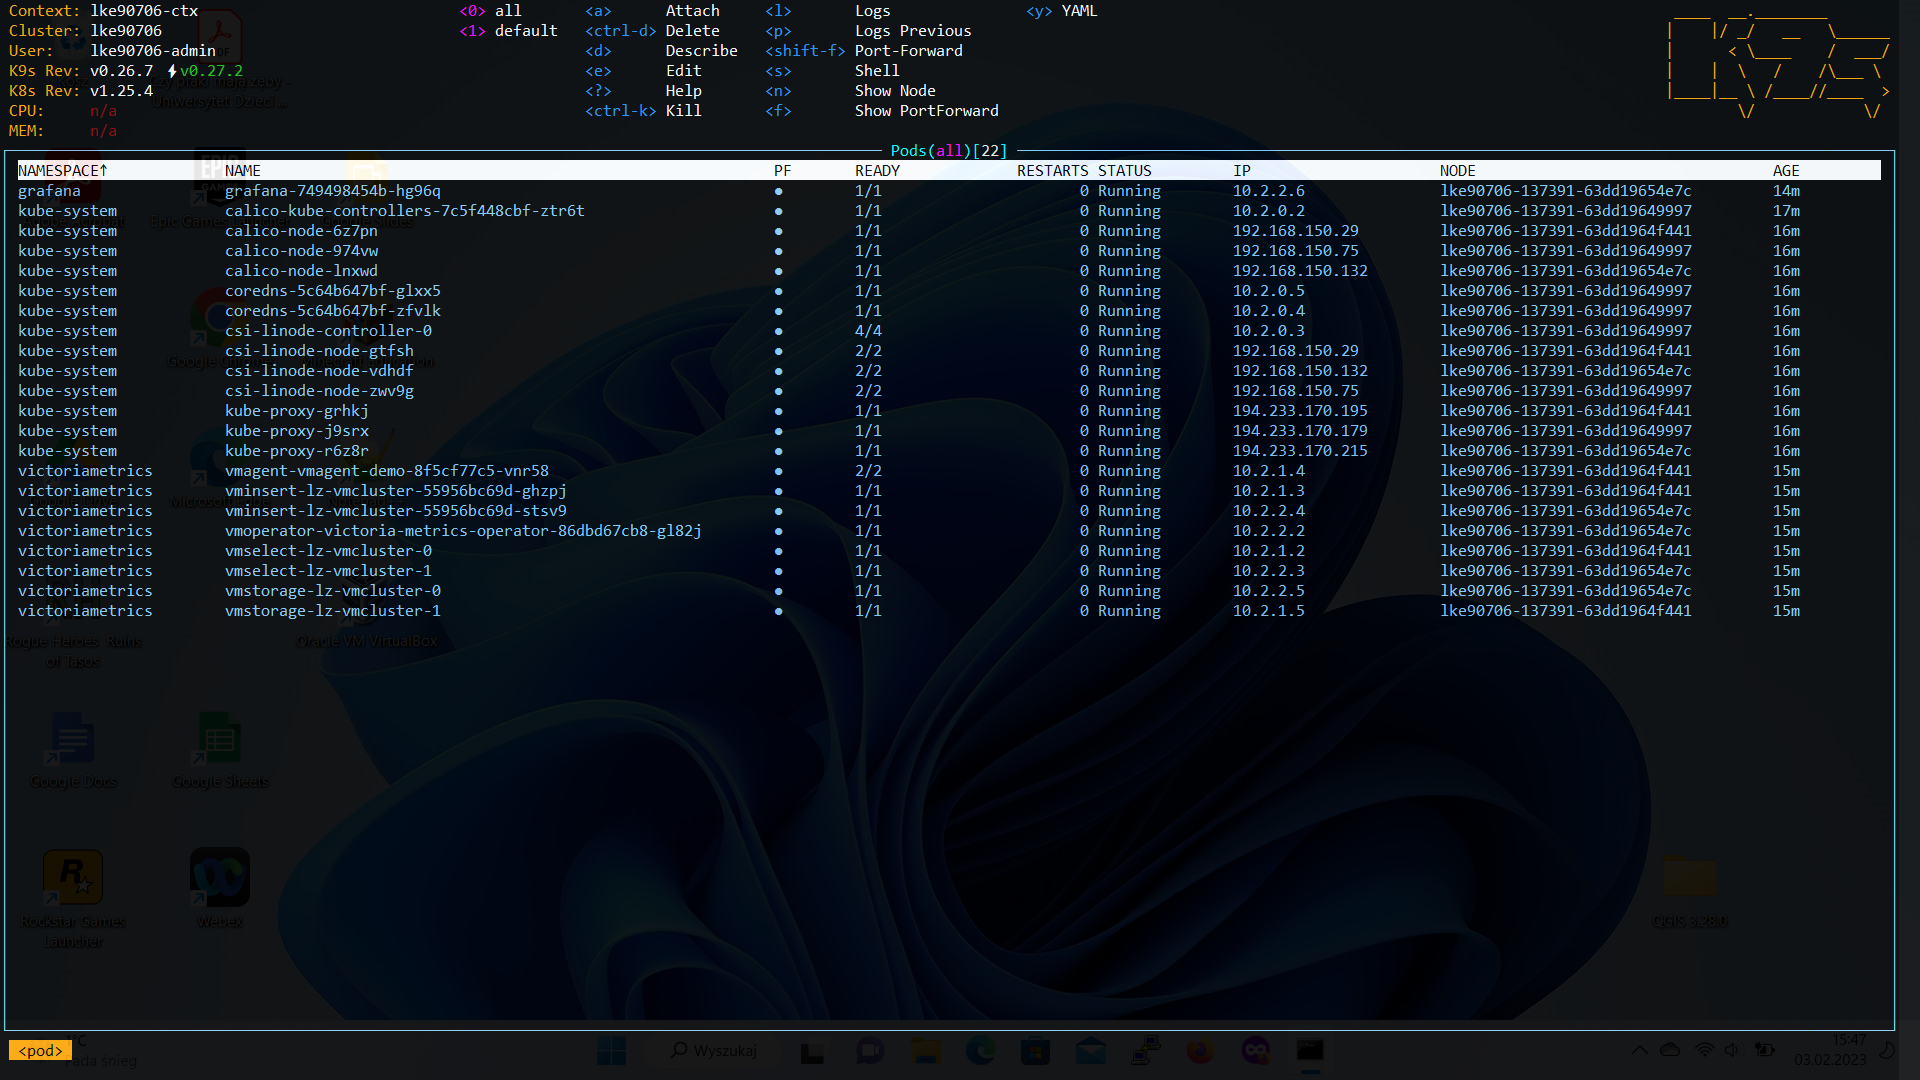 Context: lke90706-ctx <0> all <a> Attach <l> Logs <y> YAML
Cluster: lke90706 <1> default <ctrl-d> Delete <p> Logs Previous
User: lke90706-admin <d> Describe <shift-f> Port-Forward
K9s Rev: v0.26.7 ⚡v0.27.2 <e> Edit <s> Shell
K8s Rev: v1.25.4 <?> Help <n> Show Node
CPU: n/a <ctrl-k> Kill <f> Show PortForward
MEM: n/a
Pods(all)[22]
NAMESPACE↑ NAME PF READY RESTARTS STATUS IP NODE AGE
grafana grafana-749498454b-hg96q ● 1/1 0 Running 10.2.2.6 lke90706-137391-63dd19654e7c 14m
kube-system calico-kube-controllers-7c5f448cbf-ztr6t ● 1/1 0 Running 10.2.0.2 lke90706-137391-63dd19649997 17m
kube-system calico-node-6z7pn ● 1/1 0 Running 192.168.150.29 lke90706-137391-63dd1964f441 16m
kube-system calico-node-974vw ● 1/1 0 Running 192.168.150.75 lke90706-137391-63dd19649997 16m
kube-system calico-node-lnxwd ● 1/1 0 Running 192.168.150.132 lke90706-137391-63dd19654e7c 16m
kube-system coredns-5c64b647bf-glxx5 ● 1/1 0 Running 10.2.0.5 lke90706-137391-63dd19649997 16m
kube-system coredns-5c64b647bf-zfvlk ● 1/1 0 Running 10.2.0.4 lke90706-137391-63dd19649997 16m
kube-system csi-linode-controller-0 ● 4/4 0 Running 10.2.0.3 lke90706-137391-63dd19649997 16m
kube-system csi-linode-node-gtfsh ● 2/2 0 Running 192.168.150.29 lke90706-137391-63dd1964f441 16m
kube-system csi-linode-node-vdhdf ● 2/2 0 Running 192.168.150.132 lke90706-137391-63dd19654e7c 16m
kube-system csi-linode-node-zwv9g ● 2/2 0 Running 192.168.150.75 lke90706-137391-63dd19649997 16m
kube-system kube-proxy-grhkj ● 1/1 0 Running 194.233.170.195 lke90706-137391-63dd1964f441 16m
kube-system kube-proxy-j9srx ● 1/1 0 Running 194.233.170.179 lke90706-137391-63dd19649997 16m
kube-system kube-proxy-r6z8r ● 1/1 0 Running 194.233.170.215 lke90706-137391-63dd19654e7c 16m
victoriametrics vmagent-vmagent-demo-8f5cf77c5-vnr58 ● 2/2 0 Running 10.2.1.4 lke90706-137391-63dd1964f441 15m
victoriametrics vminsert-lz-vmcluster-55956bc69d-ghzpj ● 1/1 0 Running 10.2.1.3 lke90706-137391-63dd1964f441 15m
victoriametrics vminsert-lz-vmcluster-55956bc69d-stsv9 ● 1/1 0 Running 10.2.2.4 lke90706-137391-63dd19654e7c 15m
victoriametrics vmoperator-victoria-metrics-operator-86dbd67cb8-gl82j ● 1/1 0 Running 10.2.2.2 lke90706-137391-63dd19654e7c 15m
victoriametrics vmselect-lz-vmcluster-0 ● 1/1 0 Running 10.2.1.2 lke90706-137391-63dd1964f441 15m
victoriametrics vmselect-lz-vmcluster-1 ● 1/1 0 Running 10.2.2.3 lke90706-137391-63dd19654e7c 15m
victoriametrics vmstorage-lz-vmcluster-0 ● 1/1 0 Running 10.2.2.5 lke90706-137391-63dd19654e7c 15m
victoriametrics vmstorage-lz-vmcluster-1 ● 1/1 0 Running 10.2.1.5 lke90706-137391-63dd1964f441 15m
Rogue Heroes: Ruins of Tasos
Oracle VM VirtualBox
Google Docs
Google Sheets
Rockstar Games Launcher
Webex
QGIS 3.28.0
<pod>
Wyszukaj
15:47
03.02.2023